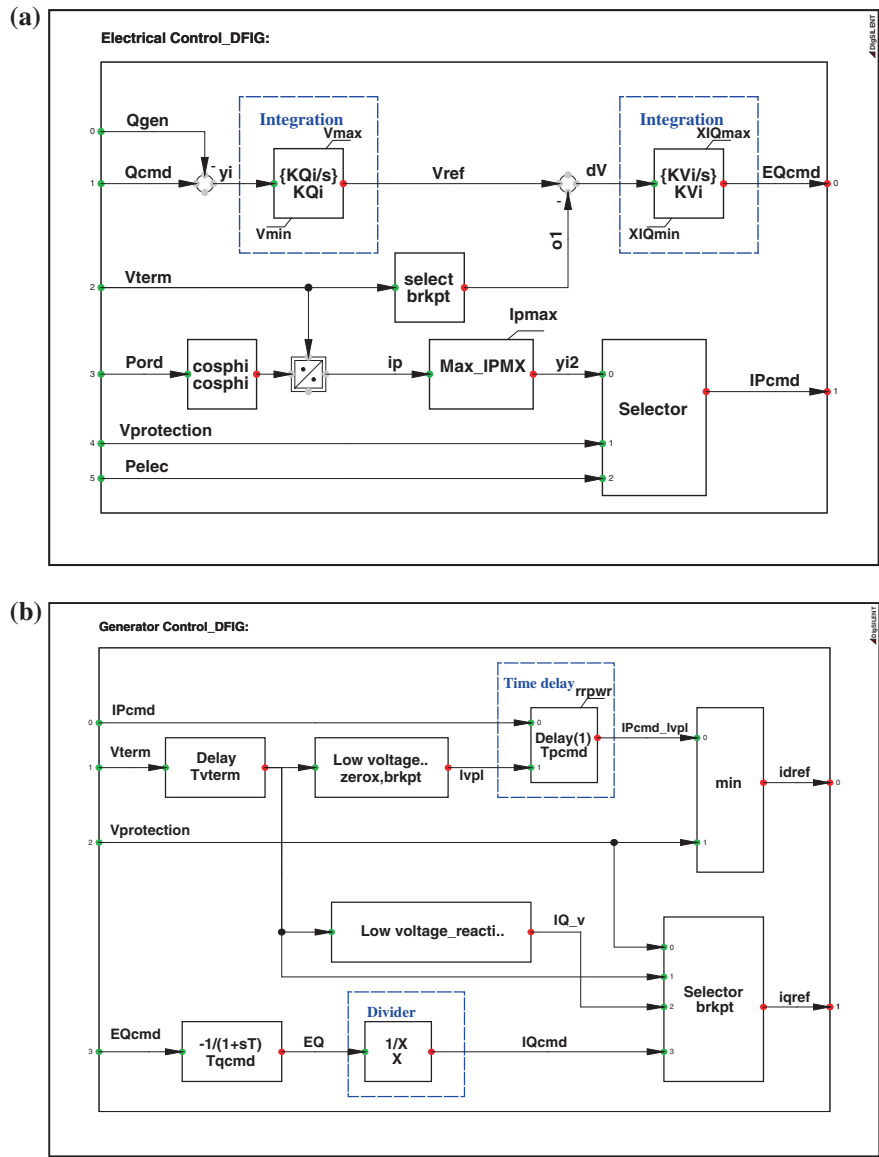 (a)
Electrical Control_DFIG:
DIgSILENT
Integration
Integration
Vmax
XIQmax
0
Qgen
-
1
Qcmd
yi
{KQi/s}
KQi
Vref
dV
{KVi/s}
KVi
EQcmd
0
Vmin
-
XIQmin
o1
2
Vterm
select
brkpt
Ipmax
3
Pord
cosphi
cosphi
ip
Max_IPMX
yi2
0
IPcmd
1
Selector
4
Vprotection
1
5
Pelec
2
(b)
Generator Control_DFIG:
DIgSILENT
Time delay
rrpwr
0
IPcmd
0
Delay(1)
Tpcmd
IPcmd_lvpl
0
1
Vterm
Delay
Tvterm
Low voltage..
zerox,brkpt
lvpl
1
min
idref
0
2
Vprotection
1
Low voltage_reacti..
IQ_v
0
1
Selector
brkpt
iqref
1
2
Divider
3
EQcmd
-1/(1+sT)
Tqcmd
EQ
1/X
X
IQcmd
3